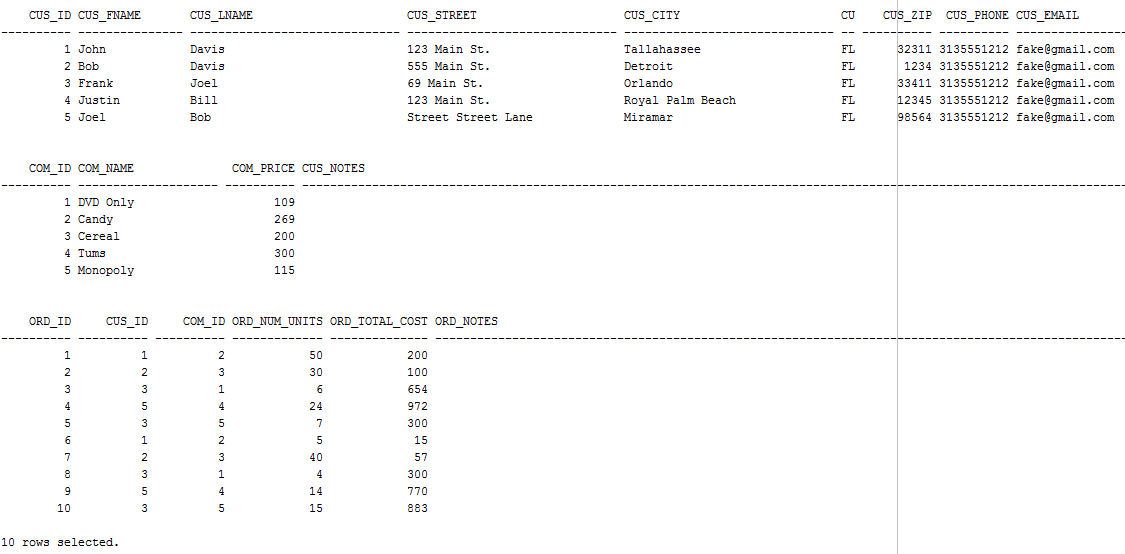 CUS_ID CUS_FNAME CUS_LNAME CUS_STREET CUS_CITY CU CUS_ZIP CUS_PHONE CUS_EMAIL
1 John Davis 123 Main St. Tallahassee FL 32311 3135551212 fake@gmail.com
2 Bob Davis 555 Main St. Detroit FL 1234 3135551212 fake@gmail.com
3 Frank Joel 69 Main St. Orlando FL 33411 3135551212 fake@gmail.com
4 Justin Bill 123 Main St. Royal Palm Beach FL 12345 3135551212 fake@gmail.com
5 Joel Bob Street Street Lane Miramar FL 98564 3135551212 fake@gmail.com
COM_ID COM_NAME COM_PRICE CUS_NOTES
1 DVD Only 109
2 Candy 269
3 Cereal 200
4 Tums 300
5 Monopoly 115
ORD_ID CUS_ID COM_ID ORD_NUM_UNITS ORD_TOTAL_COST ORD_NOTES
1 1 2 50 200
2 2 3 30 100
3 3 1 6 654
4 5 4 24 972
5 3 5 7 300
6 1 2 5 15
7 2 3 40 57
8 3 1 4 300
9 5 4 14 770
10 3 5 15 883
10 rows selected.